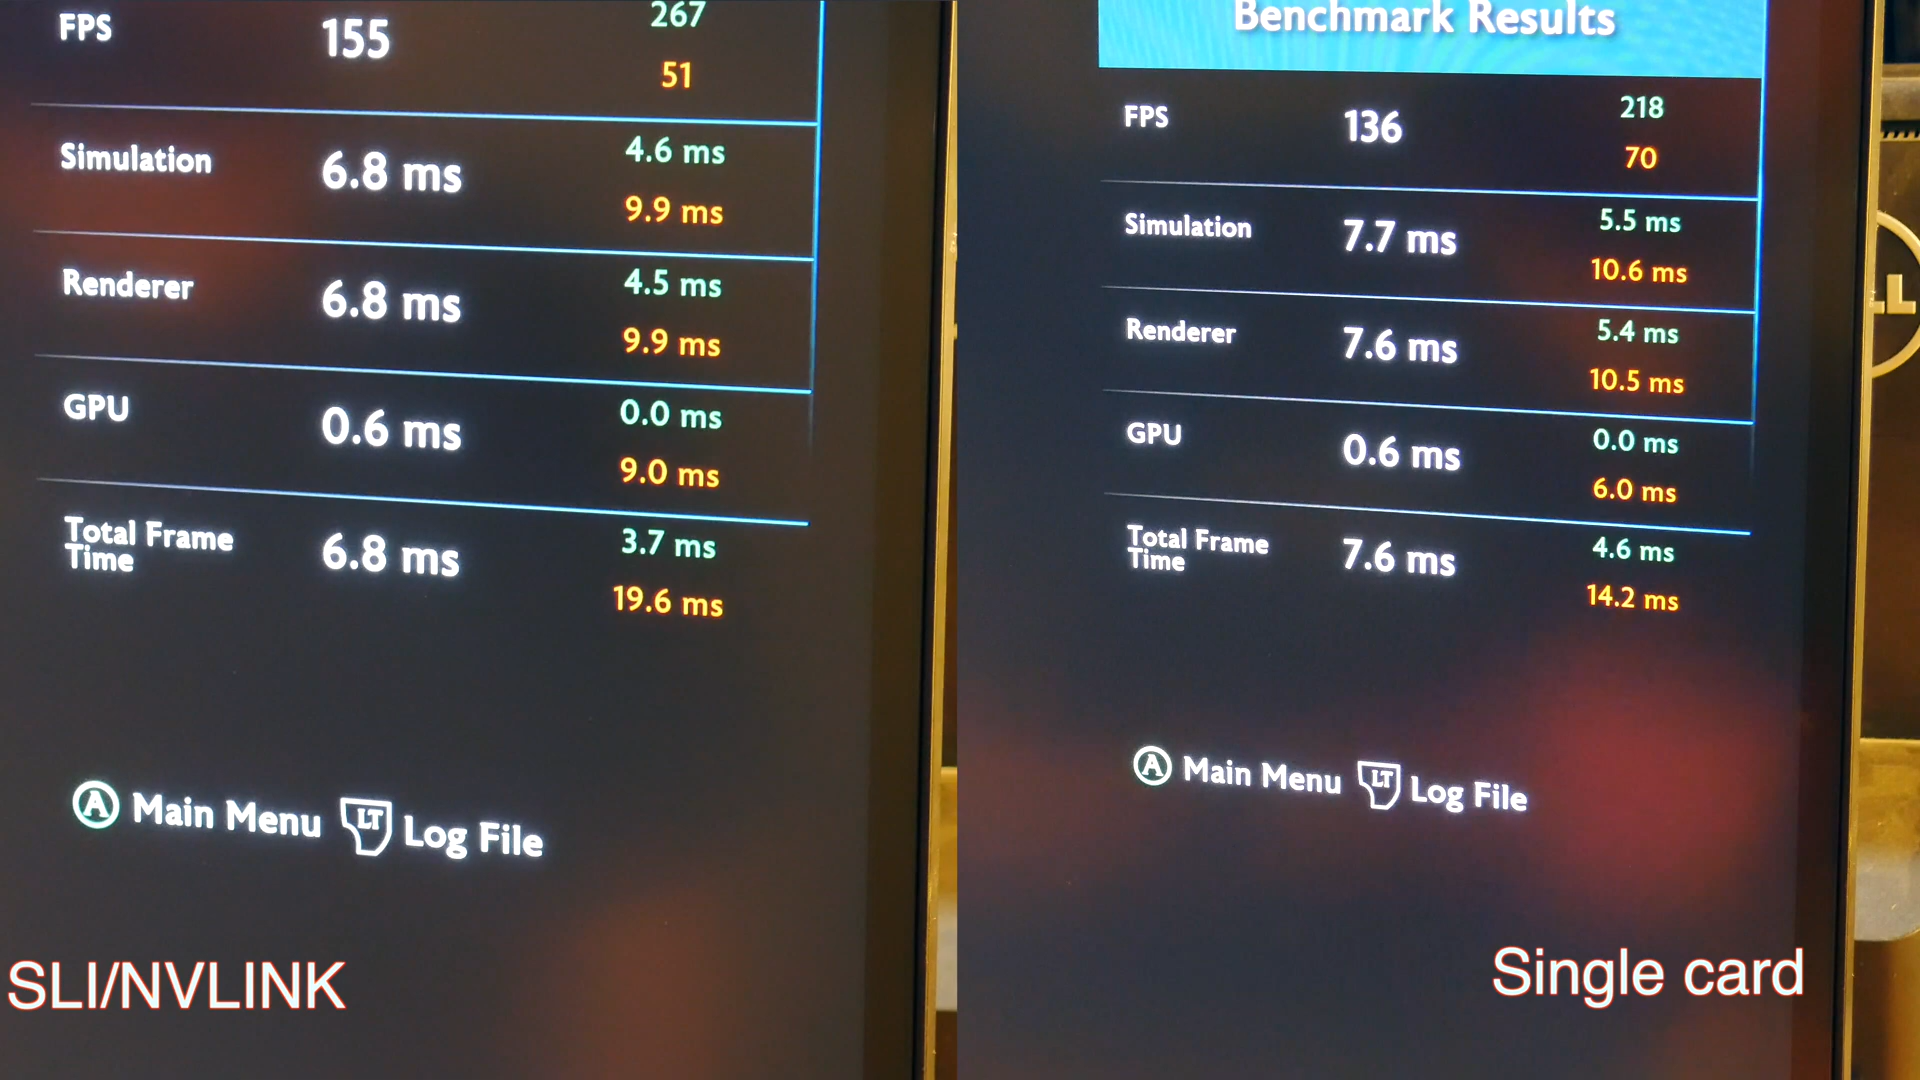 FPS 155 267
51
Simulation 6.8 ms 4.6 ms
9.9 ms
Renderer 6.8 ms 4.5 ms
9.9 ms
GPU 0.6 ms 0.0 ms
9.0 ms
Total Frame
Time 6.8 ms 3.7 ms
19.6 ms
A Main Menu LT Log File
SLI/NVLINK
Benchmark Results
FPS 136 218
70
Simulation 7.7 ms 5.5 ms
10.6 ms
Renderer 7.6 ms 5.4 ms
10.5 ms
GPU 0.6 ms 0.0 ms
6.0 ms
Total Frame
Time 7.6 ms 4.6 ms
14.2 ms
A Main Menu LT Log File
Single card